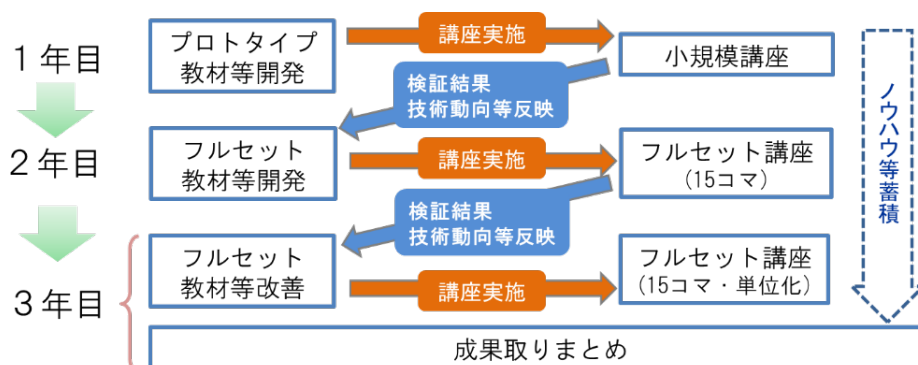 1年目
プロトタイプ
教材等開発
講座実施
小規模講座
検証結果
技術動向等反映
2年目
フルセット
教材等開発
講座実施
フルセット講座
(15コマ)
検証結果
技術動向等反映
3年目
フルセット
教材等改善
講座実施
フルセット講座
(15コマ・単位化)
成果取りまとめ
ノウハウ等蓄積